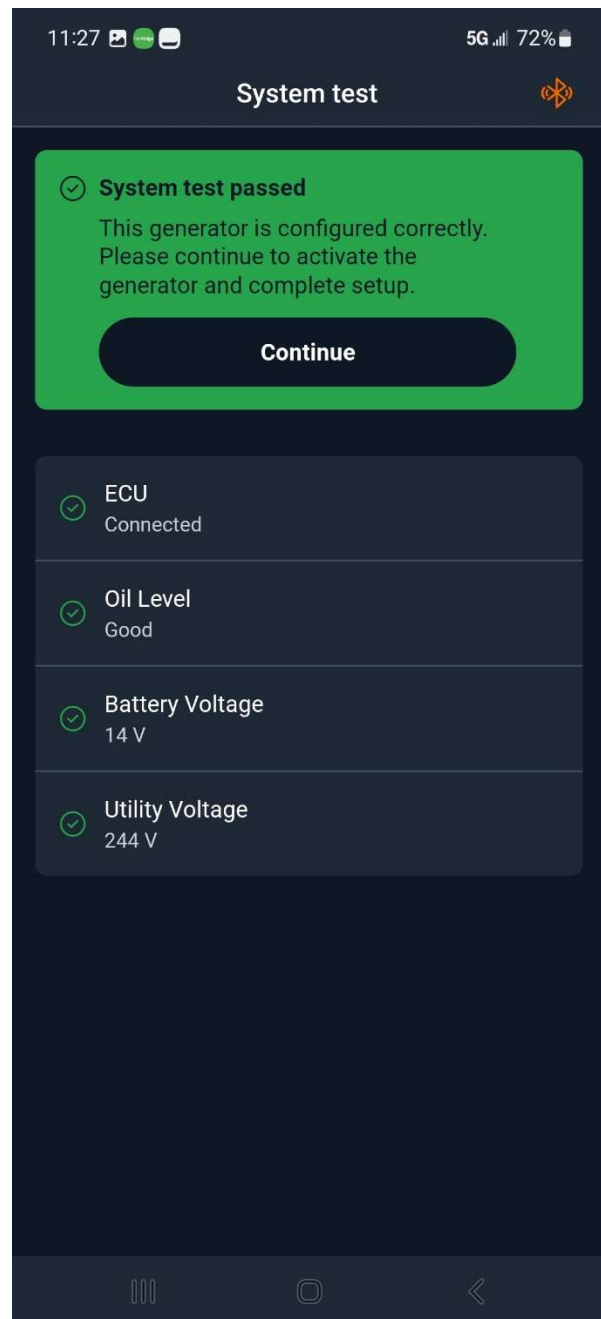 11:27
5G 72%
System test
System test passed
This generator is configured correctly.
Please continue to activate the
generator and complete setup.
Continue
ECU
Connected
Oil Level
Good
Battery Voltage
14 V
Utility Voltage
244 V